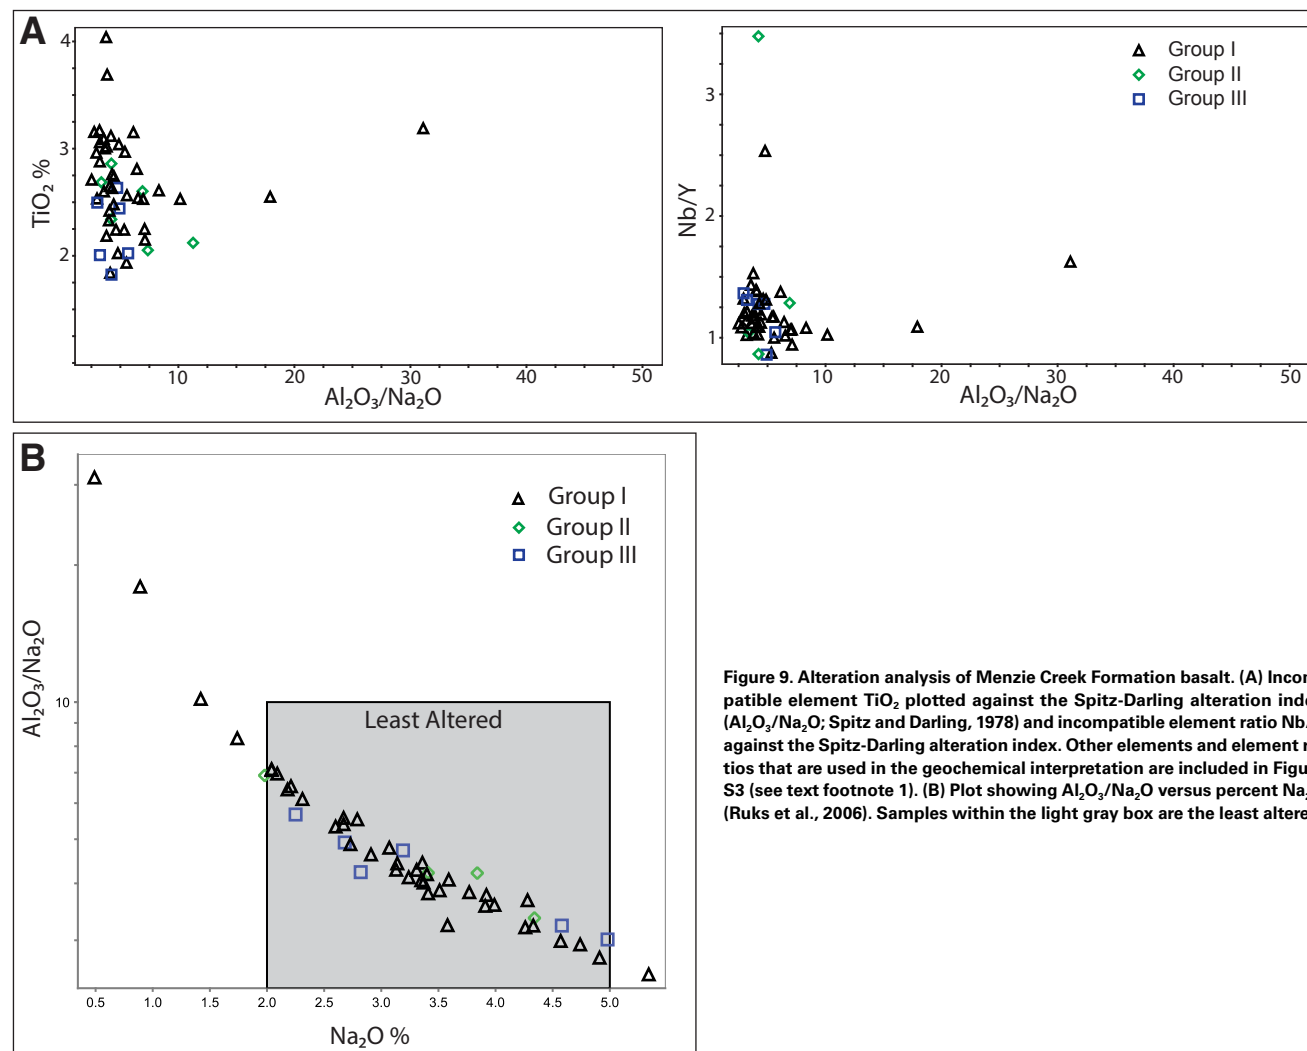 A
4
3
2
TiO₂ %
10 20 30 40 50
Al₂O₃/Na₂O
3
2
1
Nb/Y
Group I
Group II
Group III
10 20 30 40 50
Al₂O₃/Na₂O
B
Group I
Group II
Group III
Al₂O₃/Na₂O
10
Least Altered
0.5 1.0 1.5 2.0 2.5 3.0 3.5 4.0 4.5 5.0
Na₂O %
Figure 9. Alteration analysis of Menzie Creek Formation basalt. (A) Incom-
patible element TiO₂ plotted against the Spitz-Darling alteration inde
(Al₂O₃/Na₂O; Spitz and Darling, 1978) and incompatible element ratio Nb
against the Spitz-Darling alteration index. Other elements and element r
tios that are used in the geochemical interpretation are included in Figu
S3 (see text footnote 1). (B) Plot showing Al₂O₃/Na₂O versus percent Na
(Ruks et al., 2006). Samples within the light gray box are the least altere